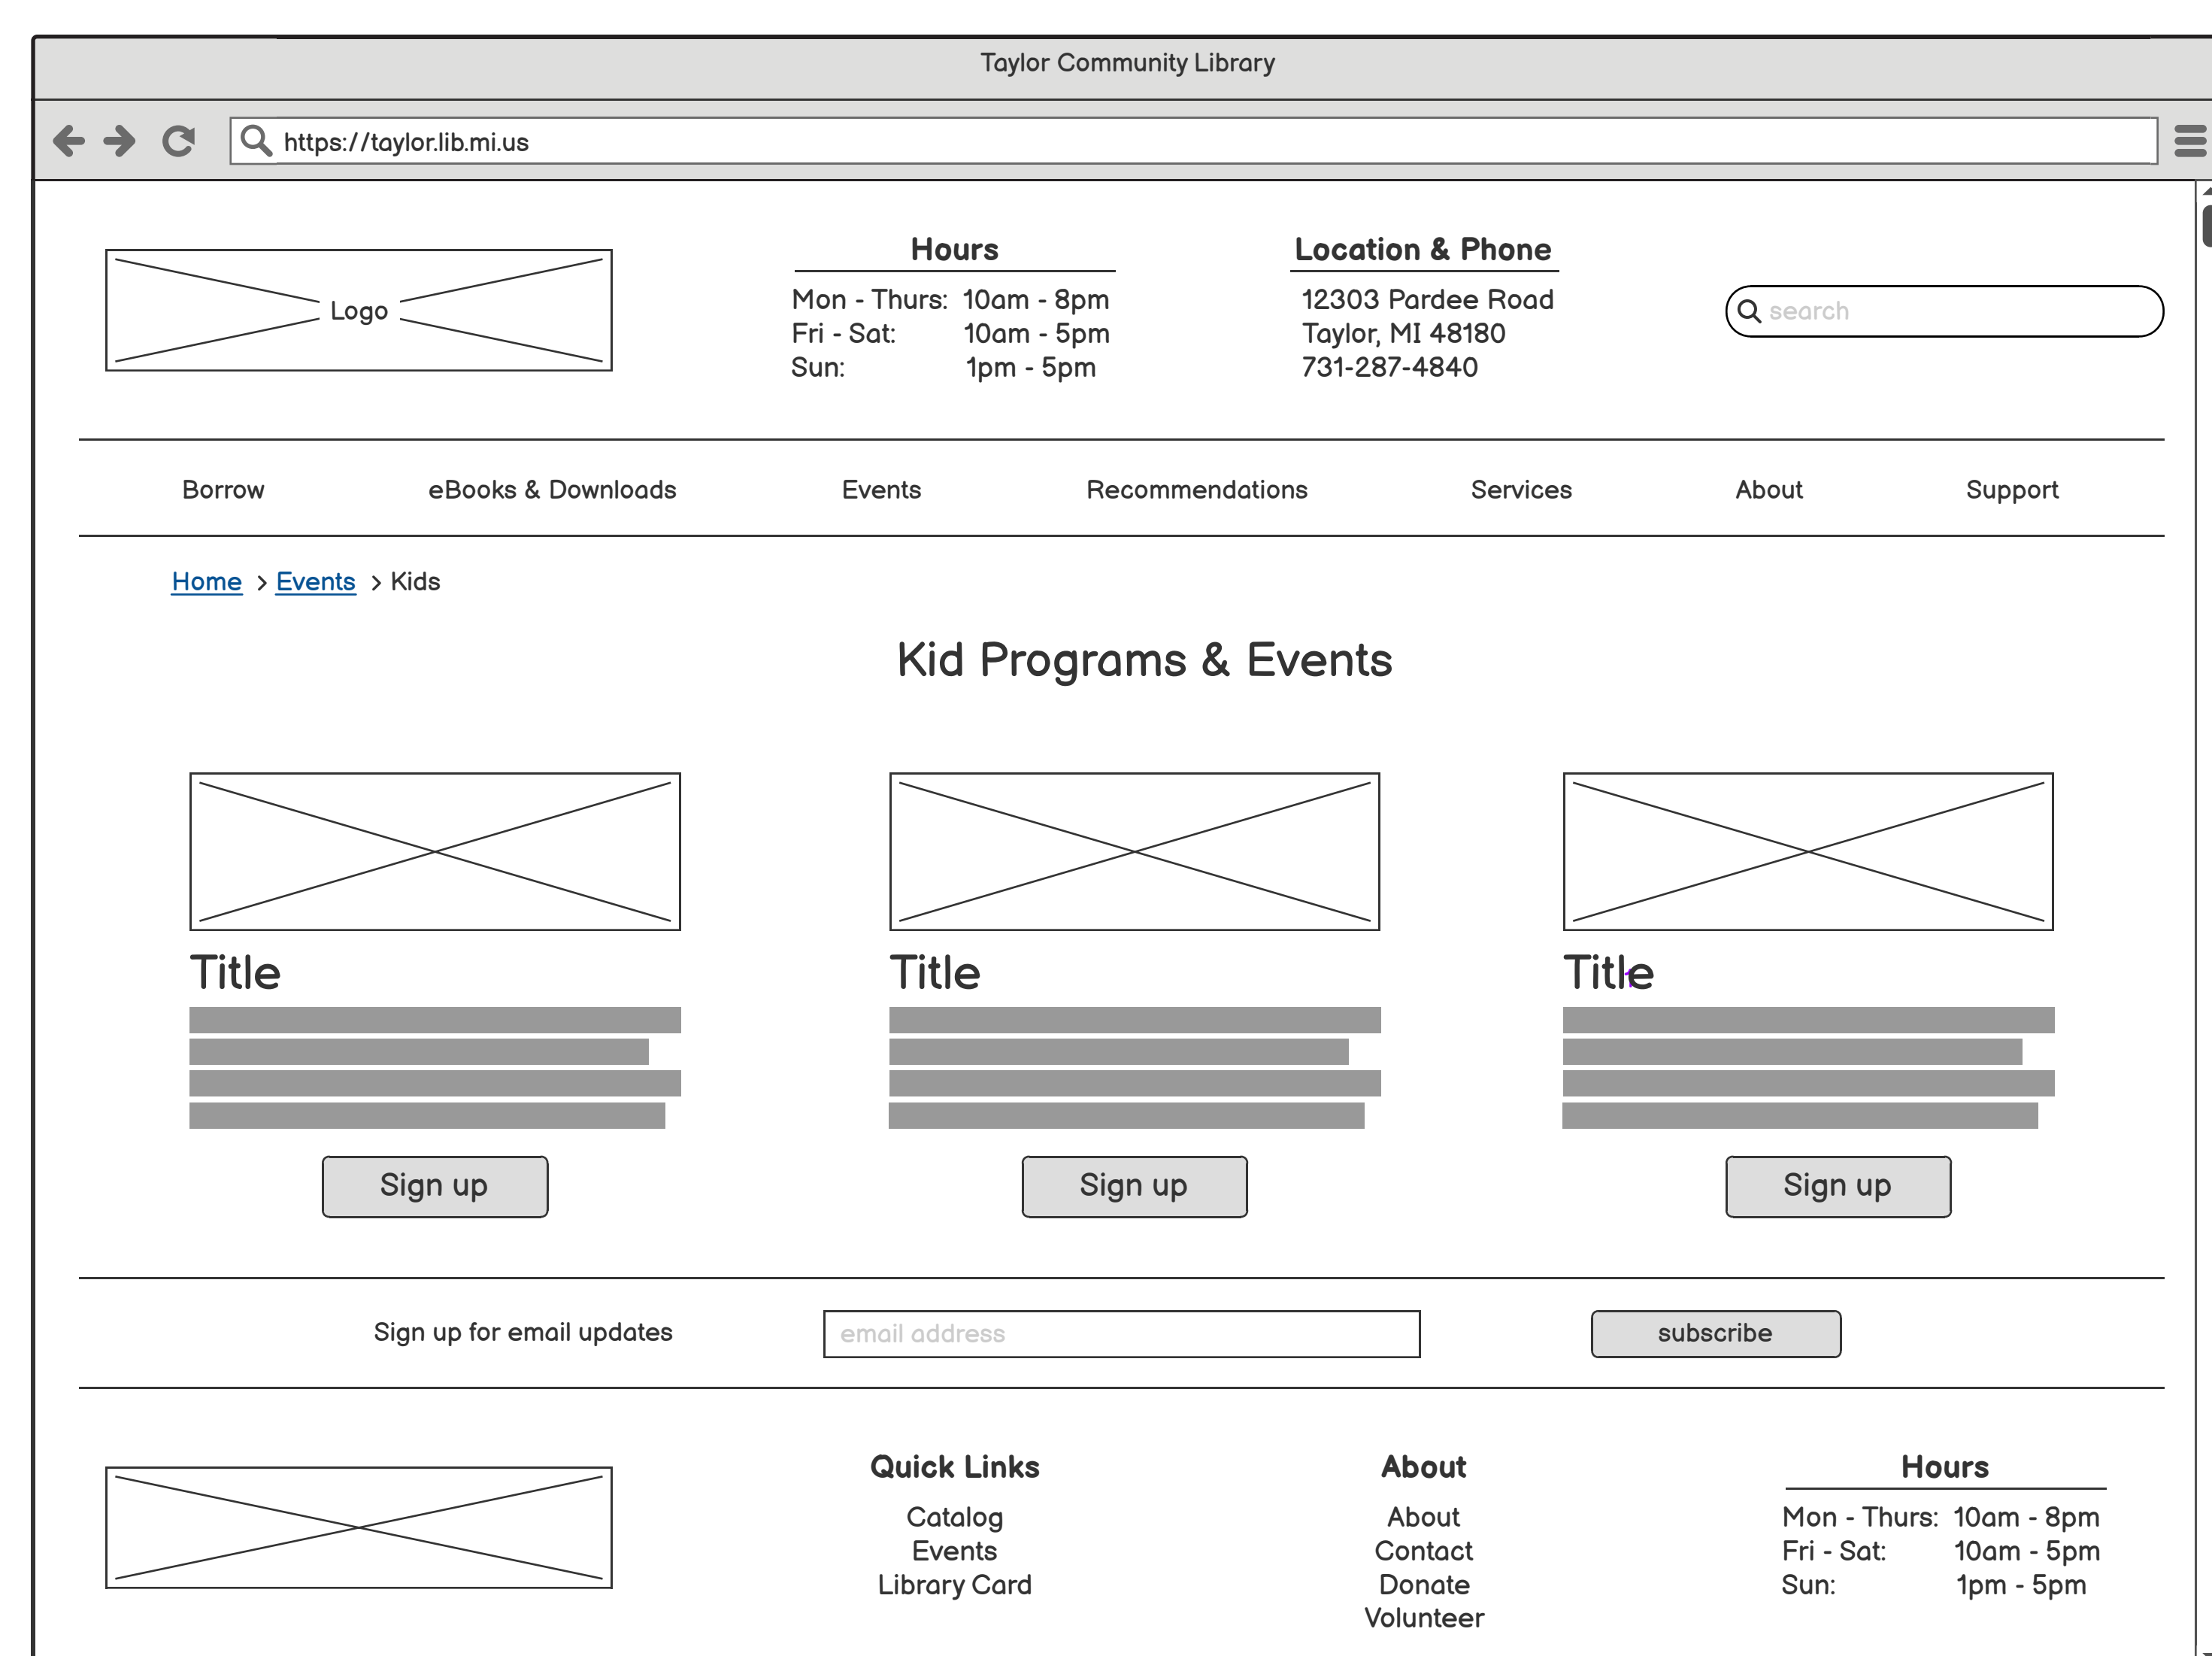 Taylor Community Library
https://taylor.lib.mi.us
Logo
Hours
Mon - Thurs: 10am - 8pm
Fri - Sat: 10am - 5pm
Sun: 1pm - 5pm
Location & Phone
12303 Pardee Road
Taylor, MI 48180
731-287-4840
search
Borrow eBooks & Downloads Events Recommendations Services About Support
Home > Events > Kids
Kid Programs & Events
Title
Sign up
Title
Sign up
Title
Sign up
Sign up for email updates email address subscribe
Quick Links
Catalog
Events
Library Card
About
About
Contact
Donate
Volunteer
Hours
Mon - Thurs: 10am - 8pm
Fri - Sat: 10am - 5pm
Sun: 1pm - 5pm